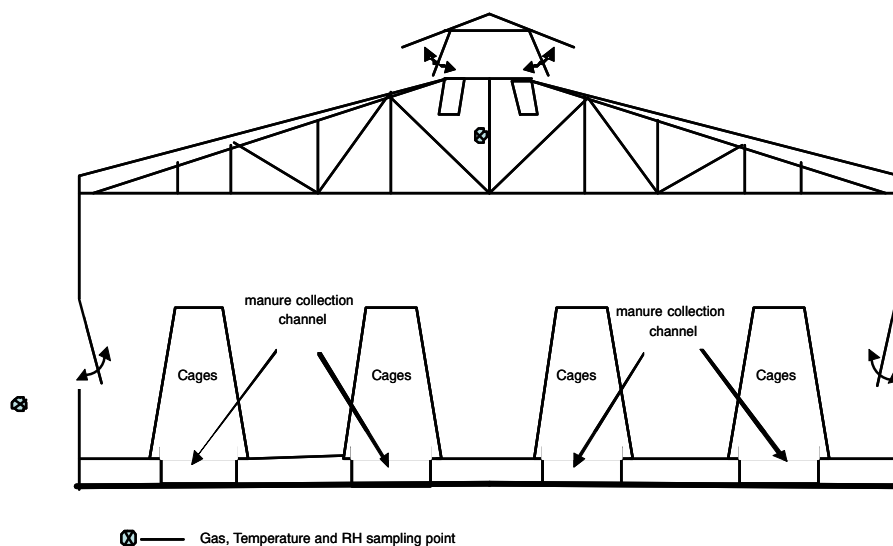 manure collection
channel
manure collection
channel
Cages
Cages
Cages
Cages
Gas, Temperature and RH sampling point